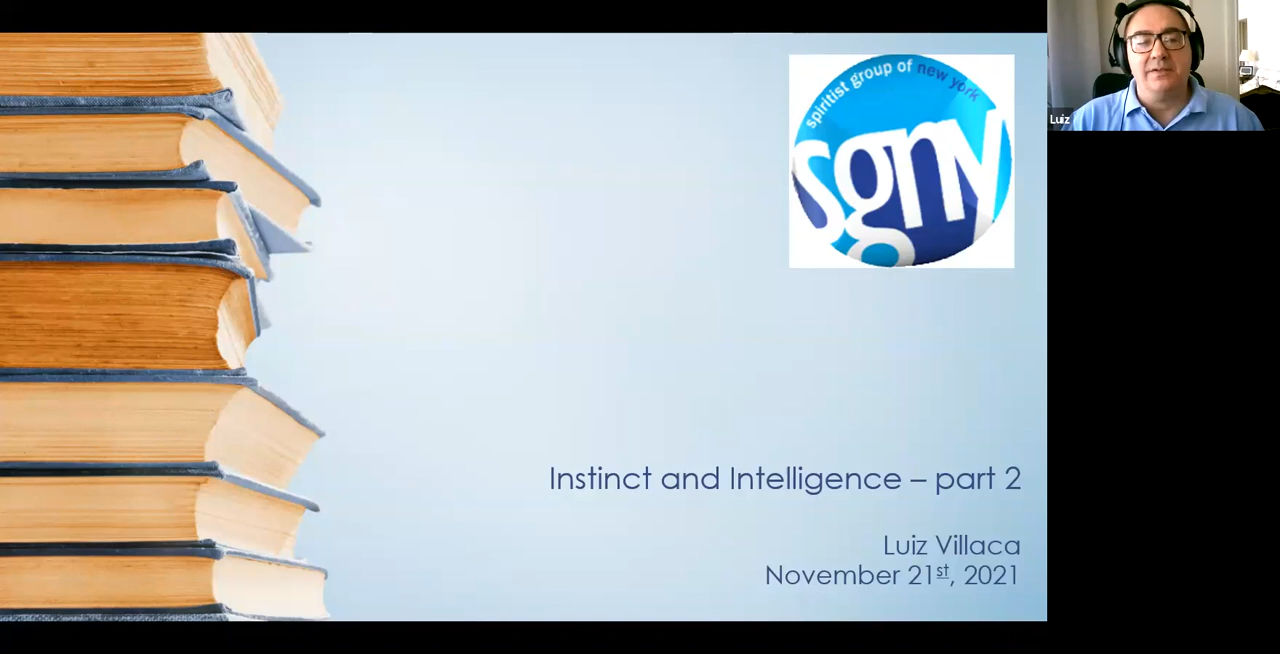 spiritist group of new york
sgny
Luiz
Instinct and Intelligence – part 2
Luiz Villaca
November 21st, 2021